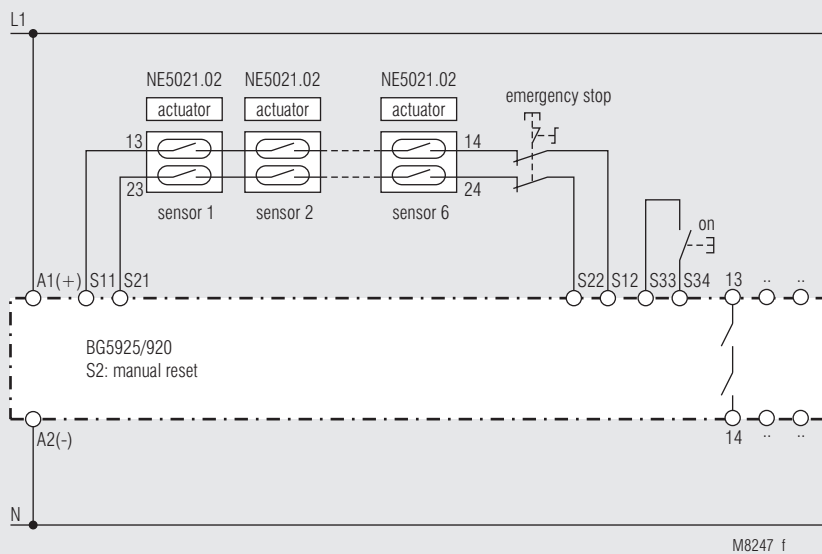 L1
NE5021.02 NE5021.02 NE5021.02
actuator actuator actuator
emergency stop
13 14
23 24
sensor 1 sensor 2 sensor 6
on
A1(+) S11 S21 S22 S12 S33 S34 13 .. ..
BG5925/920
S2: manual reset
A2(-) 14 .. ..
N
M8247_f